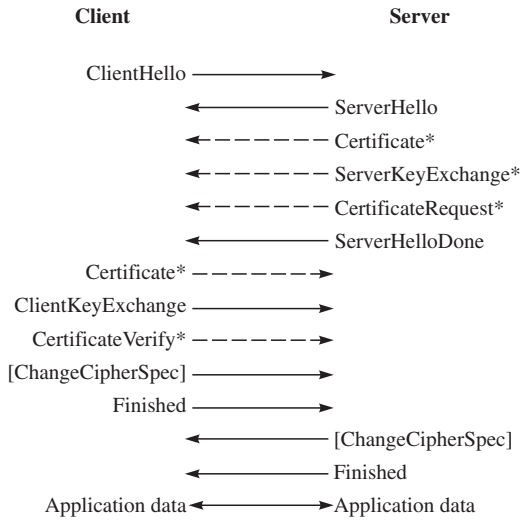 Client Server
ClientHello
ServerHello
Certificate*
ServerKeyExchange*
CertificateRequest*
ServerHelloDone
Certificate*
ClientKeyExchange
CertificateVerify*
[ChangeCipherSpec]
Finished
[ChangeCipherSpec]
Finished
Application data Application data